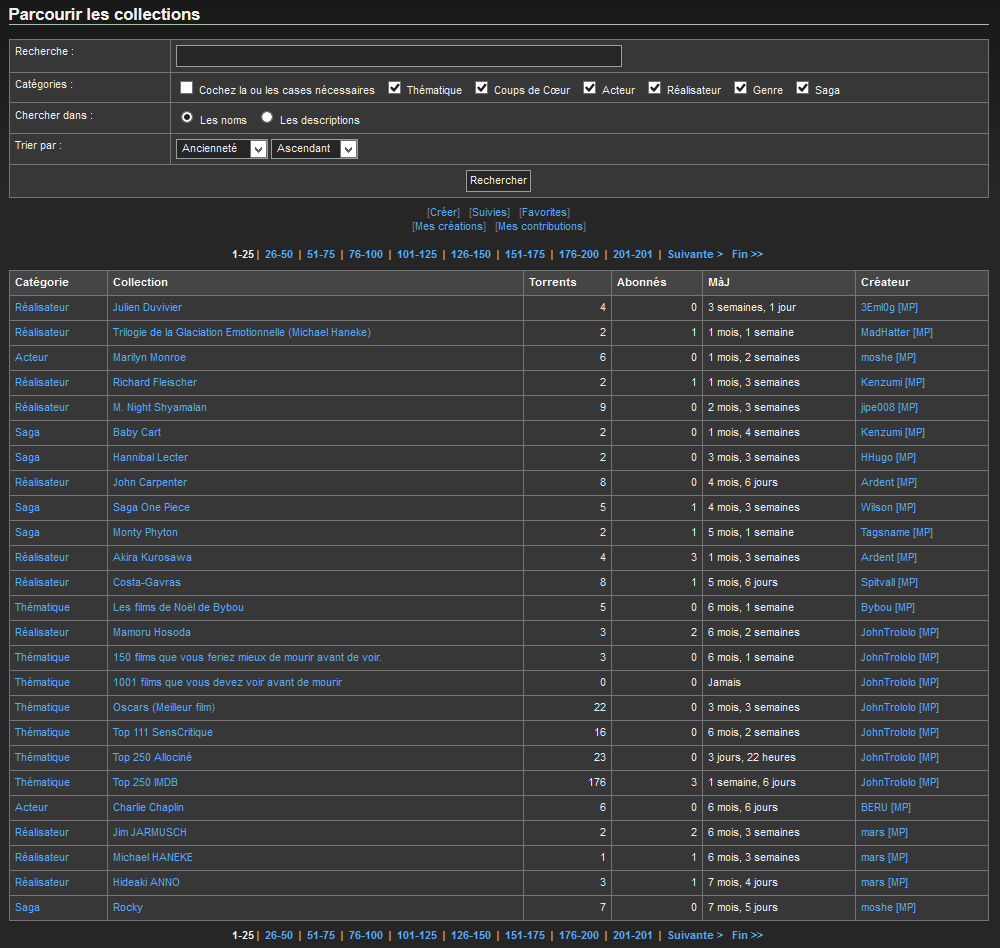 Parcourir les collections
Recherche :
Catégories : Cochez la ou les cases nécessaires Thématique Coups de Cœur Acteur Réalisateur Genre Saga
Chercher dans : Les noms Les descriptions
Trier par : Ancienneté Ascendant
Rechercher
[Créer] [Suivies] [Favorites]
[Mes créations] [Mes contributions]
1-25 | 26-50 | 51-75 | 76-100 | 101-125 | 126-150 | 151-175 | 176-200 | 201-201 | Suivante > Fin >>
Catégorie Collection Torrents Abonnés MàJ Créateur
Réalisateur Julien Duvivier 4 0 3 semaines, 1 jour 3Eml0g [MP]
Réalisateur Trilogie de la Glaciation Emotionnelle (Michael Haneke) 2 1 1 mois, 1 semaine MadHatter [MP]
Acteur Marilyn Monroe 6 0 1 mois, 2 semaines moshe [MP]
Réalisateur Richard Fleischer 2 1 1 mois, 3 semaines Kenzumi [MP]
Réalisateur M. Night Shyamalan 9 0 2 mois, 3 semaines jipe008 [MP]
Saga Baby Cart 2 0 1 mois, 4 semaines Kenzumi [MP]
Saga Hannibal Lecter 2 0 3 mois, 3 semaines HHugo [MP]
Réalisateur John Carpenter 8 0 4 mois, 6 jours Ardent [MP]
Saga Saga One Piece 5 1 4 mois, 3 semaines Wilson [MP]
Saga Monty Phyton 2 1 5 mois, 1 semaine Tagsname [MP]
Réalisateur Akira Kurosawa 4 3 1 mois, 3 semaines Ardent [MP]
Réalisateur Costa-Gavras 8 1 5 mois, 6 jours Spitvall [MP]
Thématique Les films de Noël de Bybou 5 0 6 mois, 1 semaine Bybou [MP]
Réalisateur Mamoru Hosoda 3 2 6 mois, 2 semaines JohnTrololo [MP]
Thématique 150 films que vous feriez mieux de mourir avant de voir. 3 0 6 mois, 1 semaine JohnTrololo [MP]
Thématique 1001 films que vous devez voir avant de mourir 0 0 Jamais JohnTrololo [MP]
Thématique Oscars (Meilleur film) 22 0 3 mois, 3 semaines JohnTrololo [MP]
Thématique Top 111 SensCritique 16 0 6 mois, 2 semaines JohnTrololo [MP]
Thématique Top 250 Allociné 23 0 3 jours, 22 heures JohnTrololo [MP]
Thématique Top 250 IMDB 176 3 1 semaine, 6 jours JohnTrololo [MP]
Acteur Charlie Chaplin 6 0 6 mois, 6 jours BERU [MP]
Réalisateur Jim JARMUSCH 2 2 6 mois, 3 semaines mars [MP]
Réalisateur Michael HANEKE 1 1 6 mois, 3 semaines mars [MP]
Réalisateur Hideaki ANNO 3 1 7 mois, 4 jours mars [MP]
Saga Rocky 7 0 7 mois, 5 jours moshe [MP]
1-25 | 26-50 | 51-75 | 76-100 | 101-125 | 126-150 | 151-175 | 176-200 | 201-201 | Suivante > Fin >>